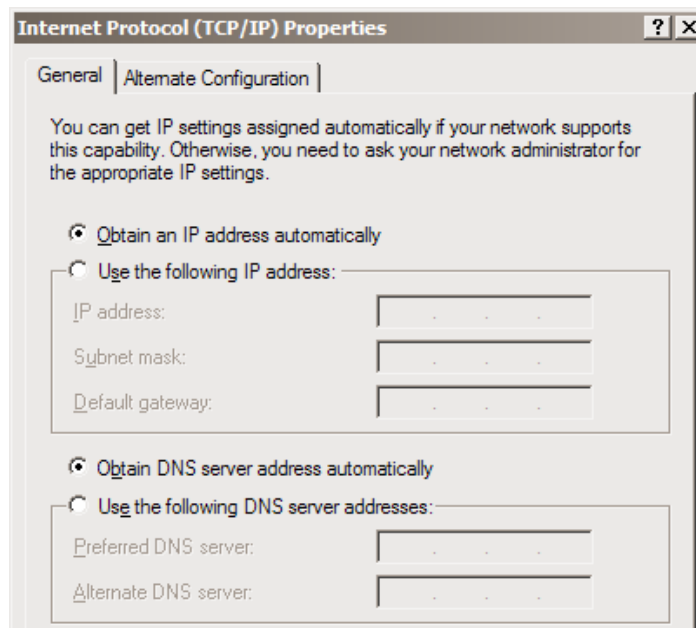 Internet Protocol (TCP/IP) Properties
General
Alternate Configuration
You can get IP settings assigned automatically if your network supports
this capability. Otherwise, you need to ask your network administrator for
the appropriate IP settings.
Obtain an IP address automatically
Use the following IP address:
IP address:
Subnet mask:
Default gateway:
Obtain DNS server address automatically
Use the following DNS server addresses:
Preferred DNS server:
Alternate DNS server: